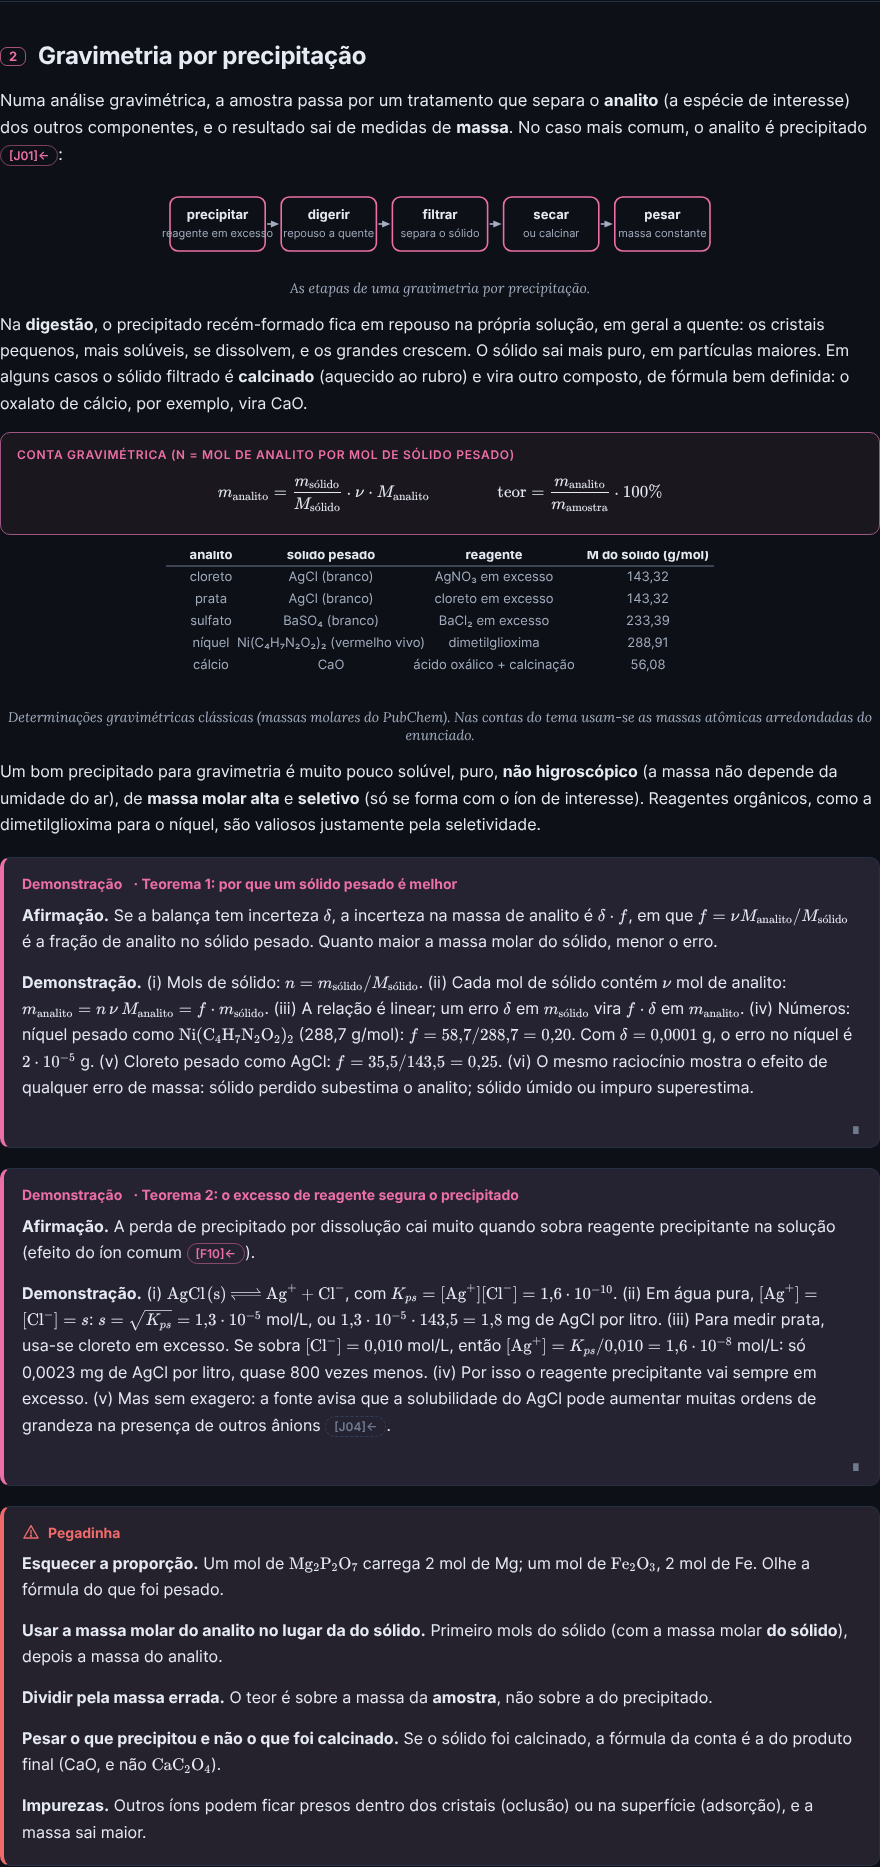 2 Gravimetria por precipitação
Numa análise gravimétrica, a amostra passa por um tratamento que separa o analito (a espécie de interesse)
dos outros componentes, e o resultado sai de medidas de massa. No caso mais comum, o analito é precipitado
[J01]←:
precipitar digerir filtrar secar pesar
reagente em excesso repouso a quente separa o sólido ou calcinar massa constante
As etapas de uma gravimetria por precipitação.
Na digestão, o precipitado recém-formado fica em repouso na própria solução, em geral a quente: os cristais
pequenos, mais solúveis, se dissolvem, e os grandes crescem. O sólido sai mais puro, em partículas maiores. Em
alguns casos o sólido filtrado é calcinado (aquecido ao rubro) e vira outro composto, de fórmula bem definida: o
oxalato de cálcio, por exemplo, vira CaO.
CONTA GRAVIMÉTRICA (N = MOL DE ANALITO POR MOL DE SÓLIDO PESADO)
m_analito = m_sólido / M_sólido · ν · M_analito    teor = m_analito / m_amostra · 100%
analito sólido pesado reagente M do sólido (g/mol)
cloreto AgCl (branco) AgNO₃ em excesso 143,32
prata AgCl (branco) cloreto em excesso 143,32
sulfato BaSO₄ (branco) BaCl₂ em excesso 233,39
níquel Ni(C₄H₇N₂O₂)₂ (vermelho vivo) dimetilglioxima 288,91
cálcio CaO ácido oxálico + calcinação 56,08
Determinações gravimétricas clássicas (massas molares do PubChem). Nas contas do tema usam-se as massas atômicas arredondadas do
enunciado.
Um bom precipitado para gravimetria é muito pouco solúvel, puro, não higroscópico (a massa não depende da
umidade do ar), de massa molar alta e seletivo (só se forma com o íon de interesse). Reagentes orgânicos, como a
dimetilglioxima para o níquel, são valiosos justamente pela seletividade.
Demonstração · Teorema 1: por que um sólido pesado é melhor
Afirmação. Se a balança tem incerteza δ, a incerteza na massa de analito é δ · f, em que f = νM_analito/M_sólido
é a fração de analito no sólido pesado. Quanto maior a massa molar do sólido, menor o erro.
Demonstração. (i) Mols de sólido: n = m_sólido/M_sólido. (ii) Cada mol de sólido contém ν mol de analito:
m_analito = n ν M_analito = f · m_sólido. (iii) A relação é linear; um erro δ em m_sólido vira f · δ em m_analito. (iv) Números:
níquel pesado como Ni(C₄H₇N₂O₂)₂ (288,7 g/mol): f = 58,7/288,7 = 0,20. Com δ = 0,0001 g, o erro no níquel é
2 · 10⁻⁵ g. (v) Cloreto pesado como AgCl: f = 35,5/143,5 = 0,25. (vi) O mesmo raciocínio mostra o efeito de
qualquer erro de massa: sólido perdido subestima o analito; sólido úmido ou impuro superestima.
Demonstração · Teorema 2: o excesso de reagente segura o precipitado
Afirmação. A perda de precipitado por dissolução cai muito quando sobra reagente precipitante na solução
(efeito do íon comum [F10]←).
Demonstração. (i) AgCl(s) ⇌ Ag⁺ + Cl⁻, com K_ps = [Ag⁺][Cl⁻] = 1,6 · 10⁻¹⁰. (ii) Em água pura, [Ag⁺] =
[Cl⁻] = s: s = √K_ps = 1,3 · 10⁻⁵ mol/L, ou 1,3 · 10⁻⁵ · 143,5 = 1,8 mg de AgCl por litro. (iii) Para medir prata,
usa-se cloreto em excesso. Se sobra [Cl⁻] = 0,010 mol/L, então [Ag⁺] = K_ps/0,010 = 1,6 · 10⁻⁸ mol/L: só
0,0023 mg de AgCl por litro, quase 800 vezes menos. (iv) Por isso o reagente precipitante vai sempre em
excesso. (v) Mas sem exagero: a fonte avisa que a solubilidade do AgCl pode aumentar muitas ordens de
grandeza na presença de outros ânions [J04]←.
Pegadinha
Esquecer a proporção. Um mol de Mg₂P₂O₇ carrega 2 mol de Mg; um mol de Fe₂O₃, 2 mol de Fe. Olhe a
fórmula do que foi pesado.
Usar a massa molar do analito no lugar da do sólido. Primeiro mols do sólido (com a massa molar do sólido),
depois a massa do analito.
Dividir pela massa errada. O teor é sobre a massa da amostra, não sobre a do precipitado.
Pesar o que precipitou e não o que foi calcinado. Se o sólido foi calcinado, a fórmula da conta é a do produto
final (CaO, e não CaC₂O₄).
Impurezas. Outros íons podem ficar presos dentro dos cristais (oclusão) ou na superfície (adsorção), e a
massa sai maior.